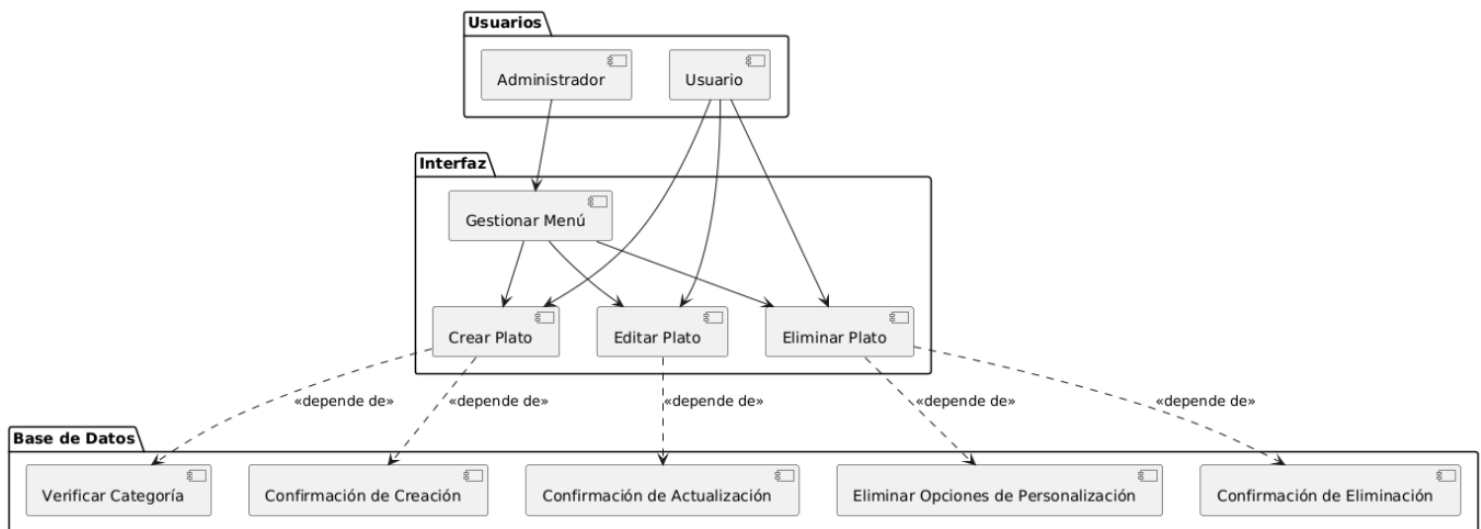 Usuarios
Administrador
Usuario
Interfaz
Gestionar Menú
Crear Plato
Editar Plato
Eliminar Plato
«depende de»
«depende de»
«depende de»
«depende de»
«depende de»
Base de Datos
Verificar Categoría
Confirmación de Creación
Confirmación de Actualización
Eliminar Opciones de Personalización
Confirmación de Eliminación